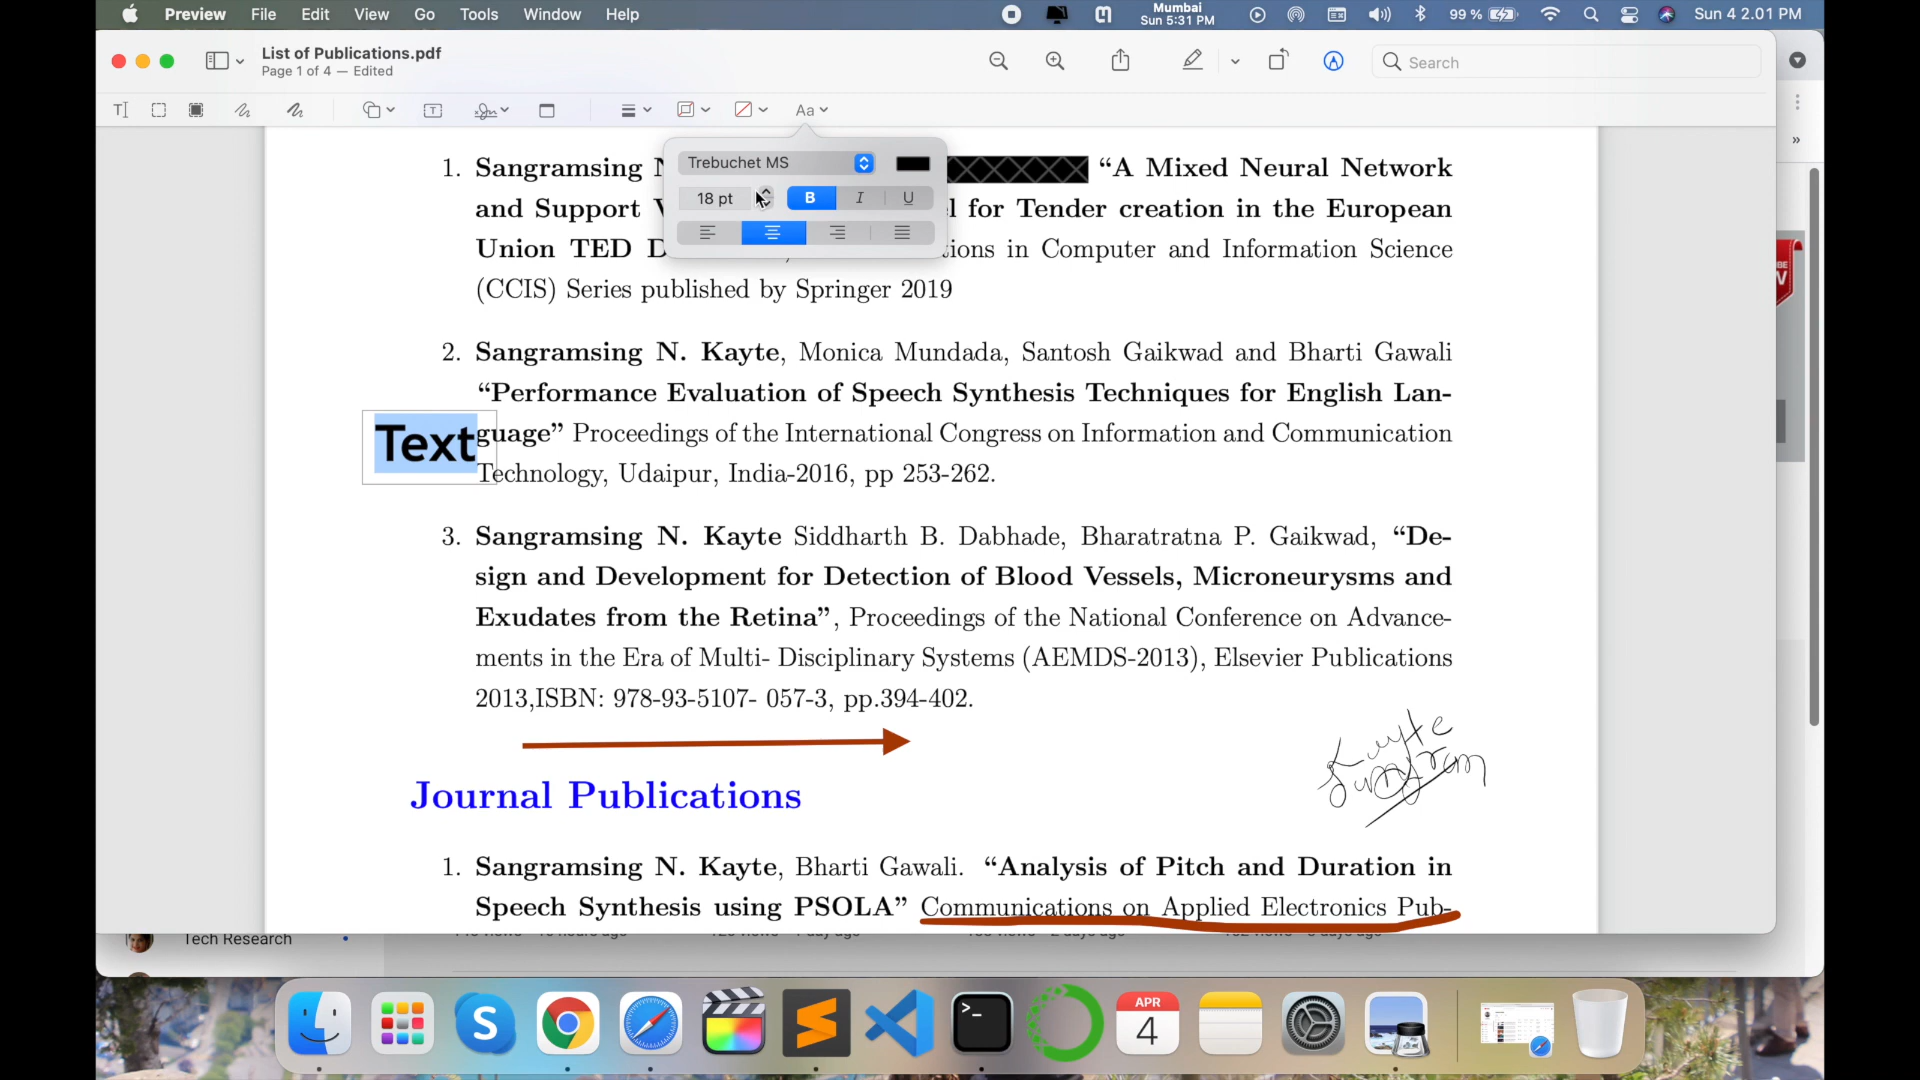 Preview File Edit View Go Tools Window Help
Mumbai
Sun 5:31 PM
99 %
Sun 4 2.01 PM
List of Publications.pdf
Page 1 of 4 — Edited
Search
Aa
Trebuchet MS
18 pt
B I U
1. Sangramsing “A Mixed Neural Network
and Support for Tender creation in the European
Union TED in Computer and Information Science
(CCIS) Series published by Springer 2019
2. Sangramsing N. Kayte, Monica Mundada, Santosh Gaikwad and Bharti Gawali
“Performance Evaluation of Speech Synthesis Techniques for English Lan-
Text
guage” Proceedings of the International Congress on Information and Communication
Technology, Udaipur, India-2016, pp 253-262.
3. Sangramsing N. Kayte Siddharth B. Dabhade, Bharatratna P. Gaikwad, “De-
sign and Development for Detection of Blood Vessels, Microneurysms and
Exudates from the Retina”, Proceedings of the National Conference on Advance-
ments in the Era of Multi- Disciplinary Systems (AEMDS-2013), Elsevier Publications
2013,ISBN: 978-93-5107- 057-3, pp.394-402.
Kayte
Sangram
Journal Publications
1. Sangramsing N. Kayte, Bharti Gawali. “Analysis of Pitch and Duration in
Speech Synthesis using PSOLA” Communications on Applied Electronics Pub-
Tech Research
APR
4